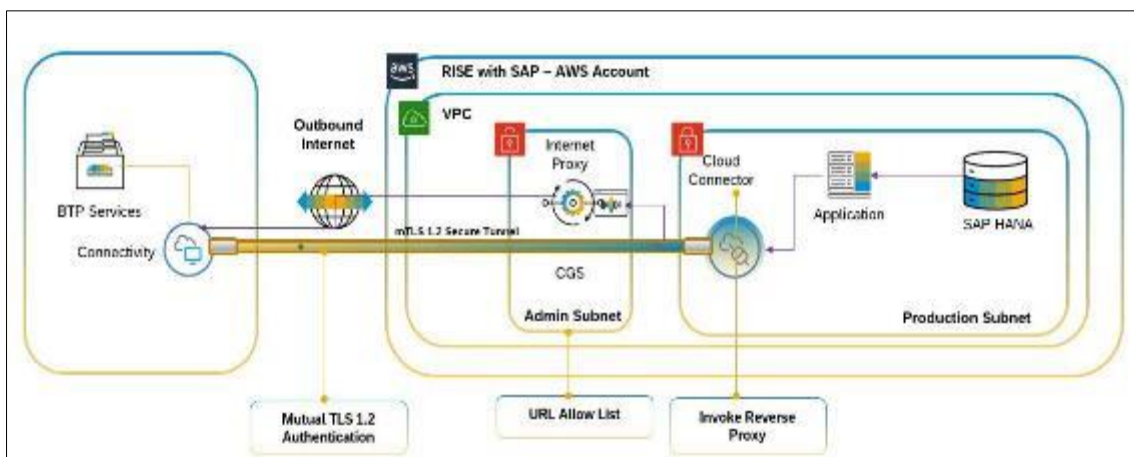 aws
RISE with SAP – AWS Account
VPC
Outbound
Internet
Internet
Proxy
Cloud
Connector
BTP Services
Application
SAP HANA
mTLS 1.2 Secure Tunnel
Connectivity
CGS
Admin Subnet
Production Subnet
Mutual TLS 1.2
Authentication
URL Allow List
Invoke Reverse
Proxy